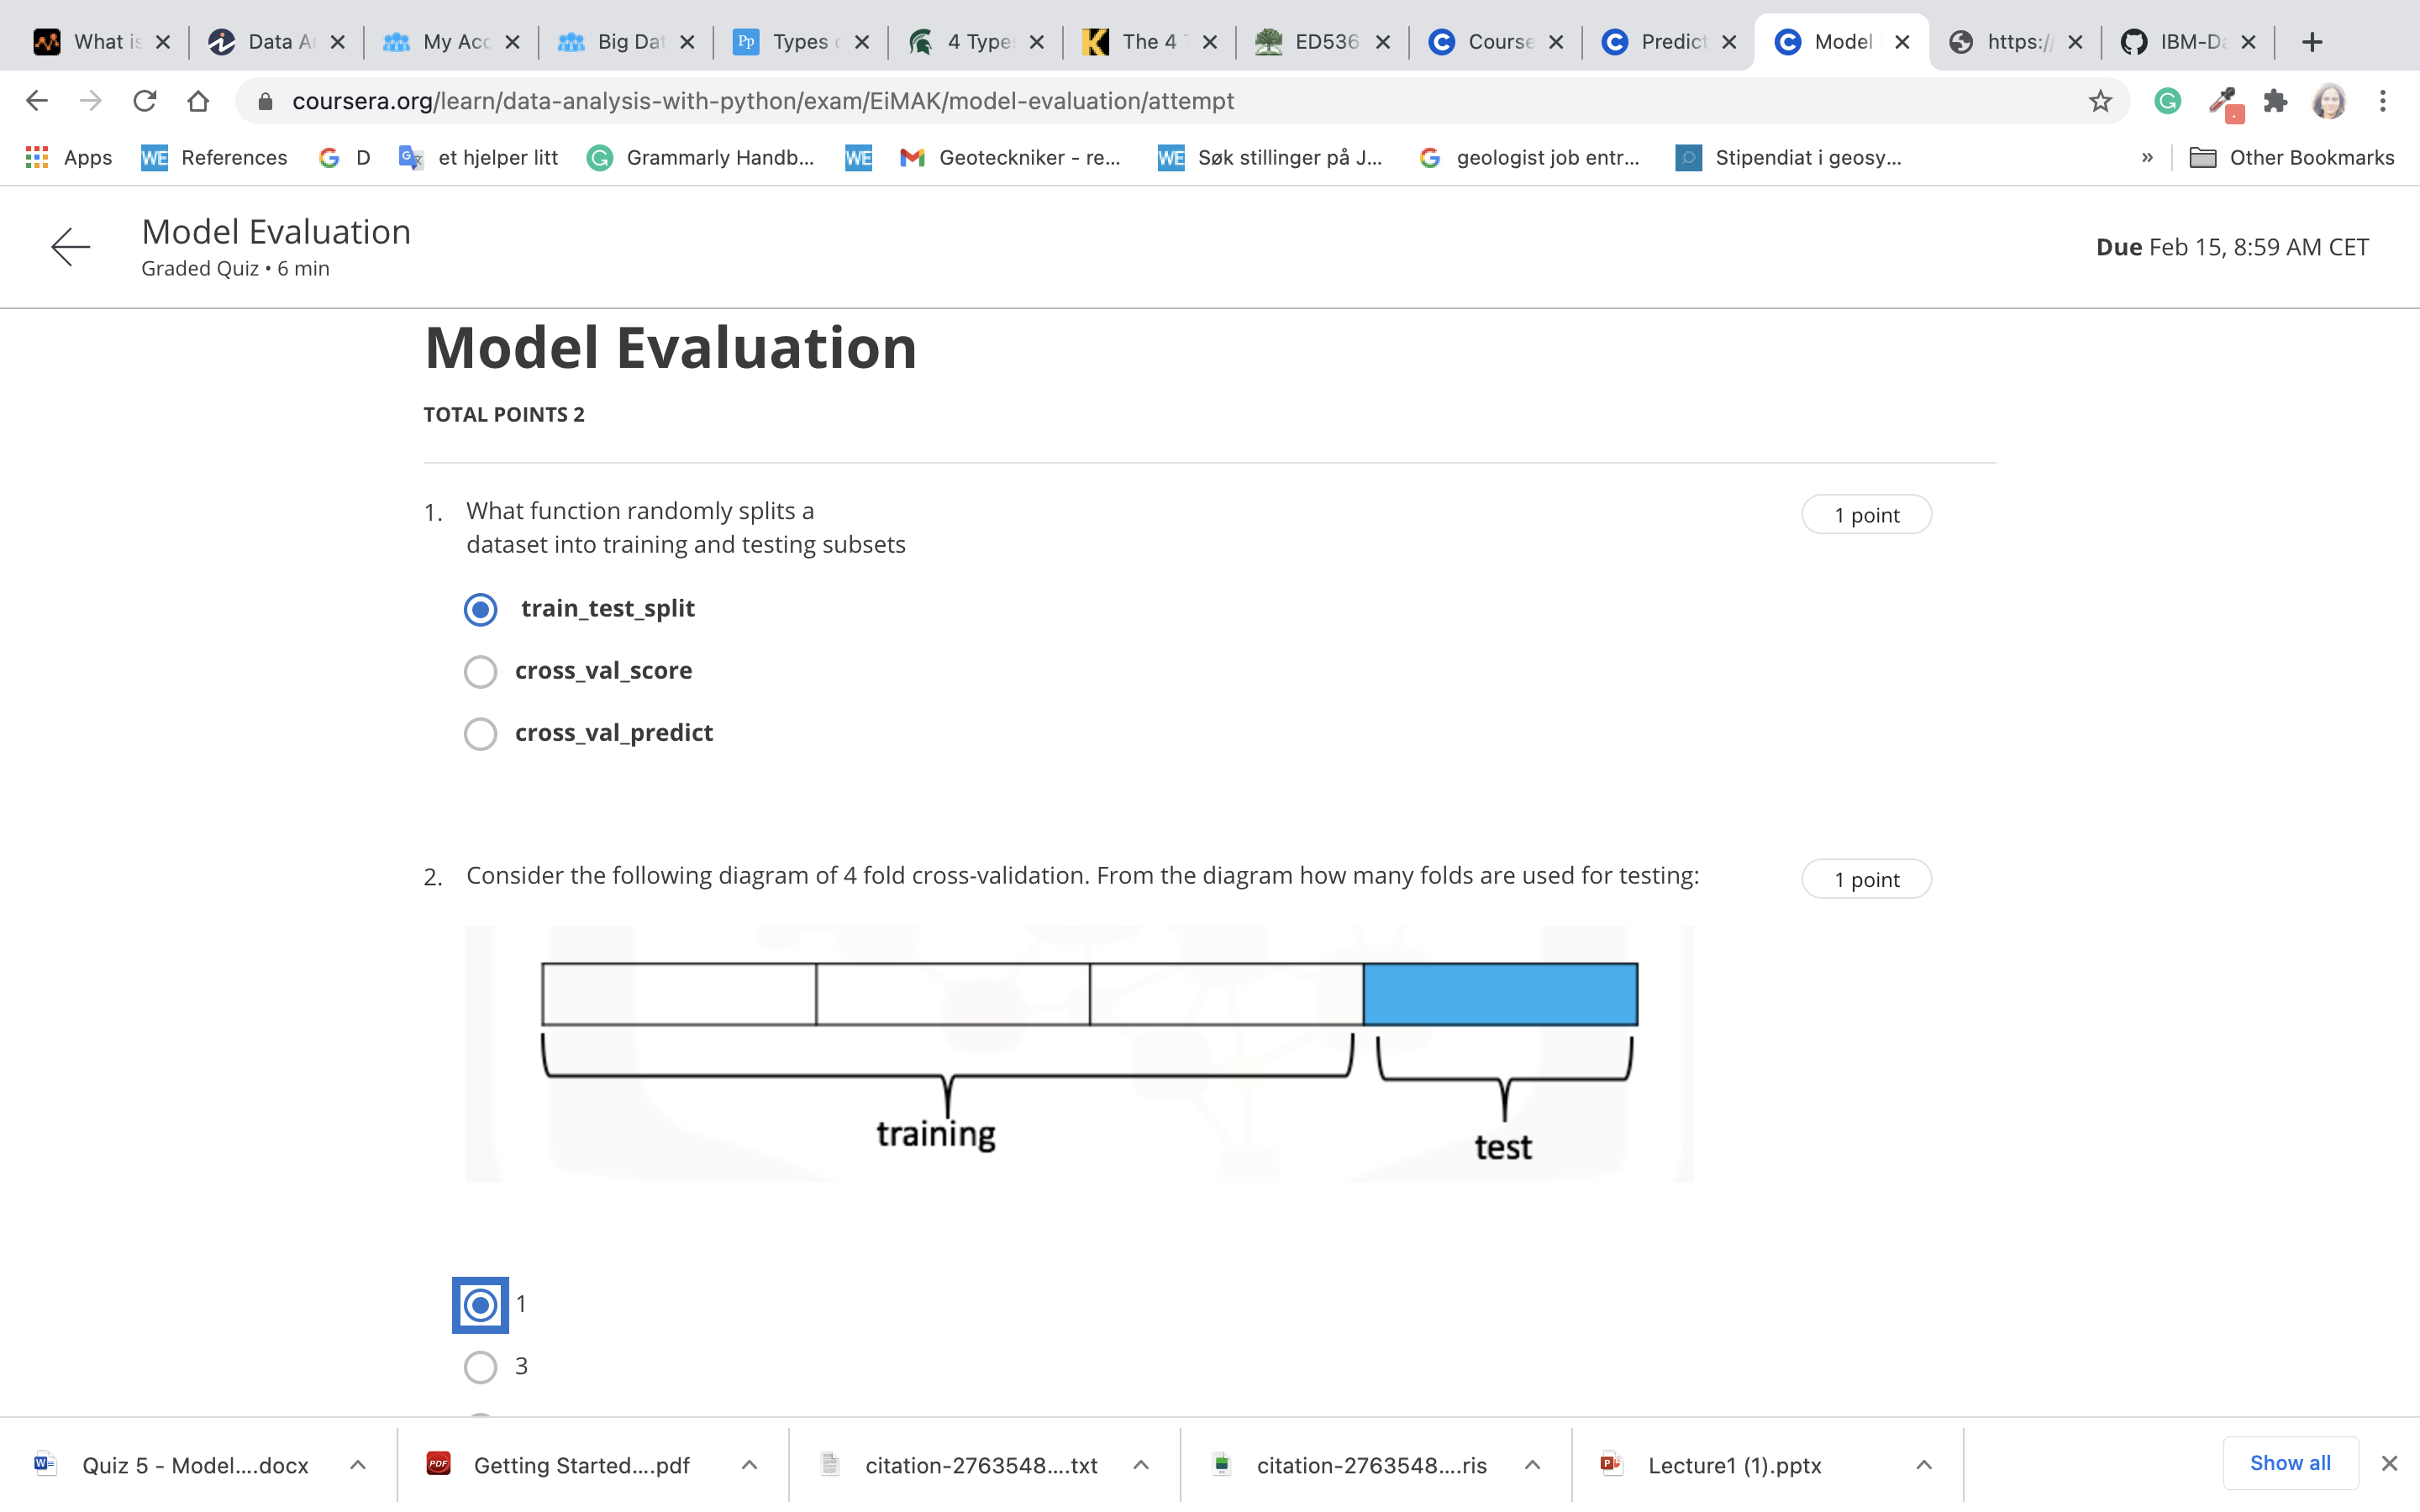 What is
Data A
My Acc
Big Dat
Pp
Types
4 Type
The 4
ED536
Course
Predict
Model
https:/
IBM-Da
coursera.org/learn/data-analysis-with-python/exam/EiMAK/model-evaluation/attempt
Apps
WE References
D
et hjelper litt
Grammarly Handb...
WE
Geoteckniker - re...
WE Søk stillinger på J...
geologist job entr...
Stipendiat i geosy...
»
Other Bookmarks
Model Evaluation
Graded Quiz • 6 min
Due Feb 15, 8:59 AM CET
Model Evaluation
TOTAL POINTS 2
1. What function randomly splits a
dataset into training and testing subsets
1 point
train_test_split
cross_val_score
cross_val_predict
2. Consider the following diagram of 4 fold cross-validation. From the diagram how many folds are used for testing:
1 point
training
test
1
3
Quiz 5 - Model....docx
PDF
Getting Started....pdf
citation-2763548....txt
citation-2763548....ris
Lecture1 (1).pptx
Show all